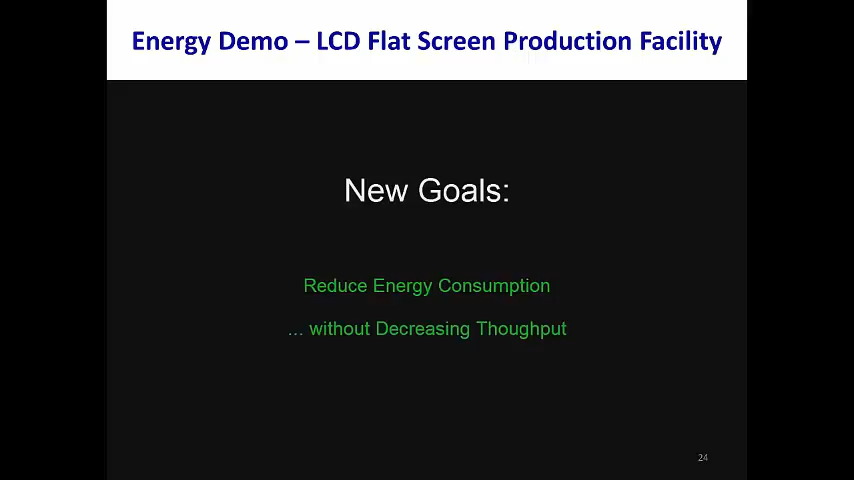 Energy Demo – LCD Flat Screen Production Facility
New Goals:
Reduce Energy Consumption
... without Decreasing Thoughput
24